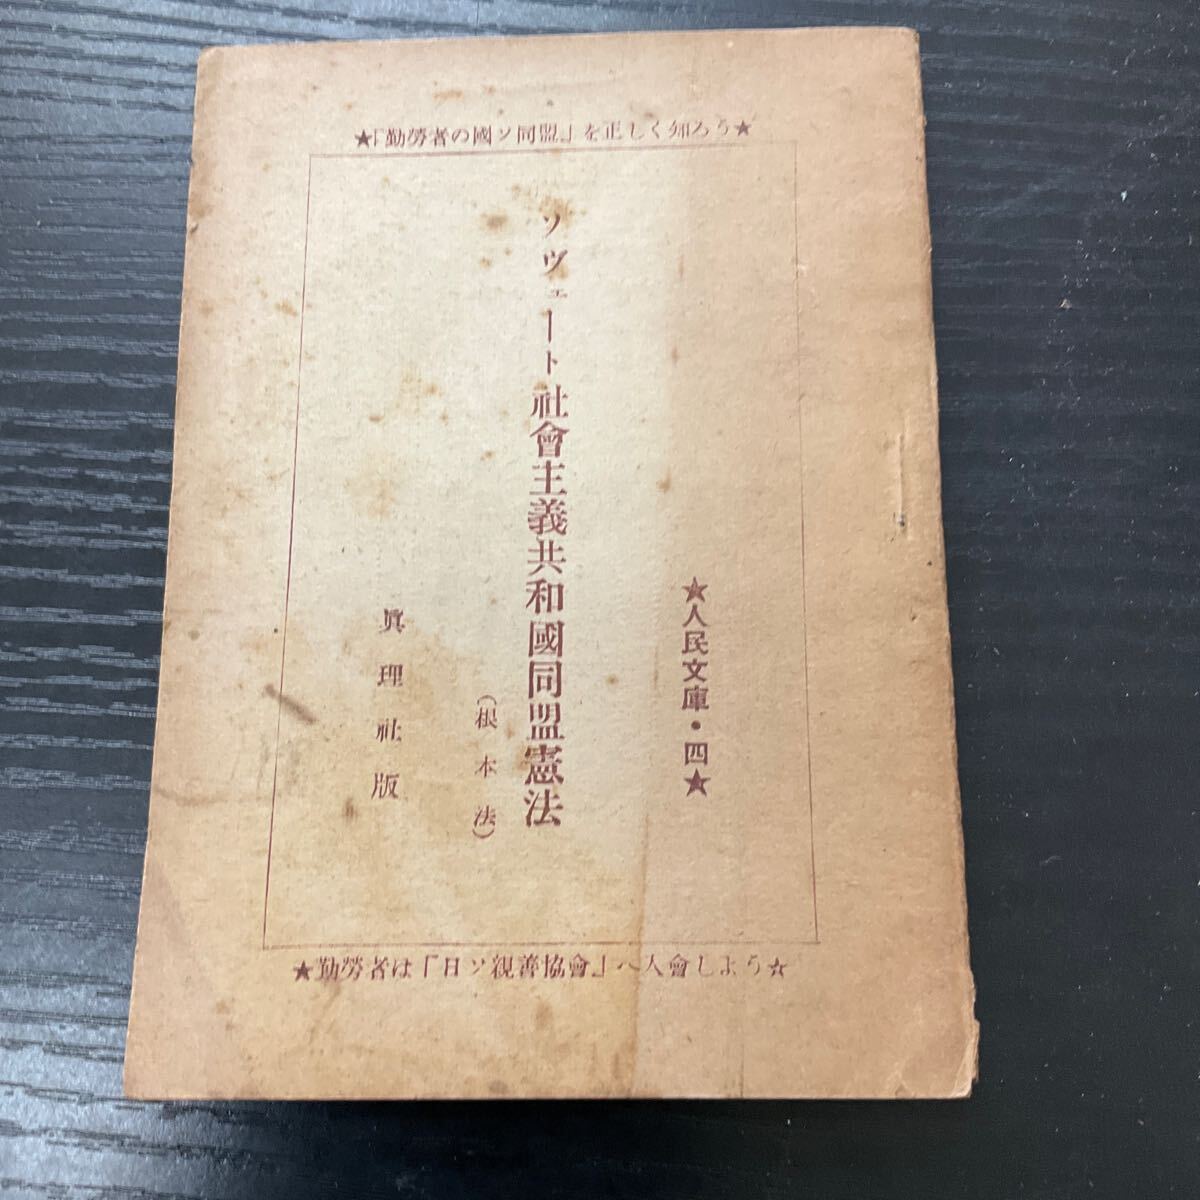 ★「勤勞者の國ソ同盟」を正しく知ろう★
★人民文庫・四★
ソヴェート社會主義共和國同盟憲法
（根本法）
眞理社版
★勤勞者は「日ソ親善協會」へ入會しよう☆